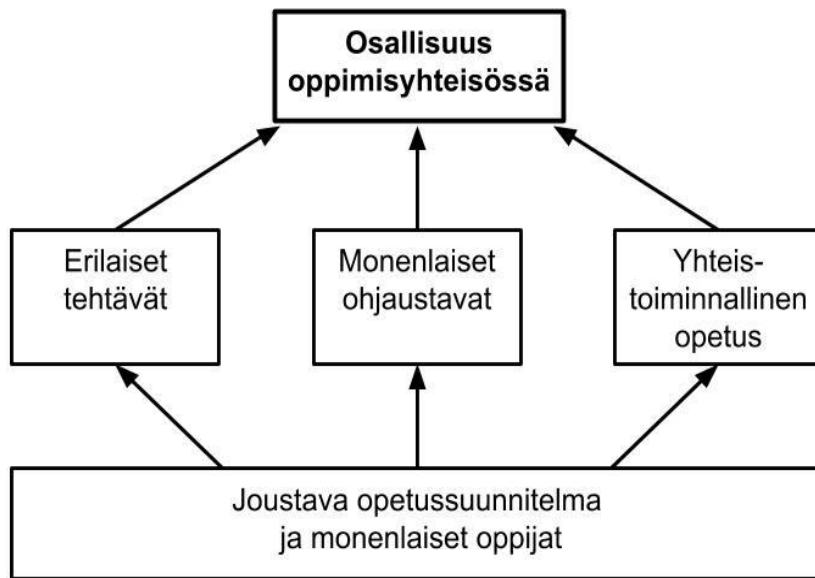 Osallisuus
oppimisyhteisössä
Erilaiset
tehtävät
Monenlaiset
ohjaustavat
Yhteis-
toiminnallinen
opetus
Joustava opetussuunnitelma
ja monenlaiset oppijat